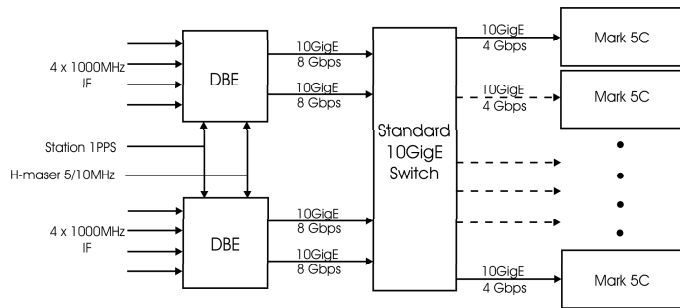 4 x 1000MHz
IF
DBE
10GigE
8 Gbps
10GigE
8 Gbps
Station 1PPS
H-maser 5/10MHz
4 x 1000MHz
IF
DBE
10GigE
8 Gbps
10GigE
8 Gbps
Standard
10GigE
Switch
10GigE
4 Gbps
Mark 5C
10GigE
4 Gbps
Mark 5C
10GigE
4 Gbps
Mark 5C